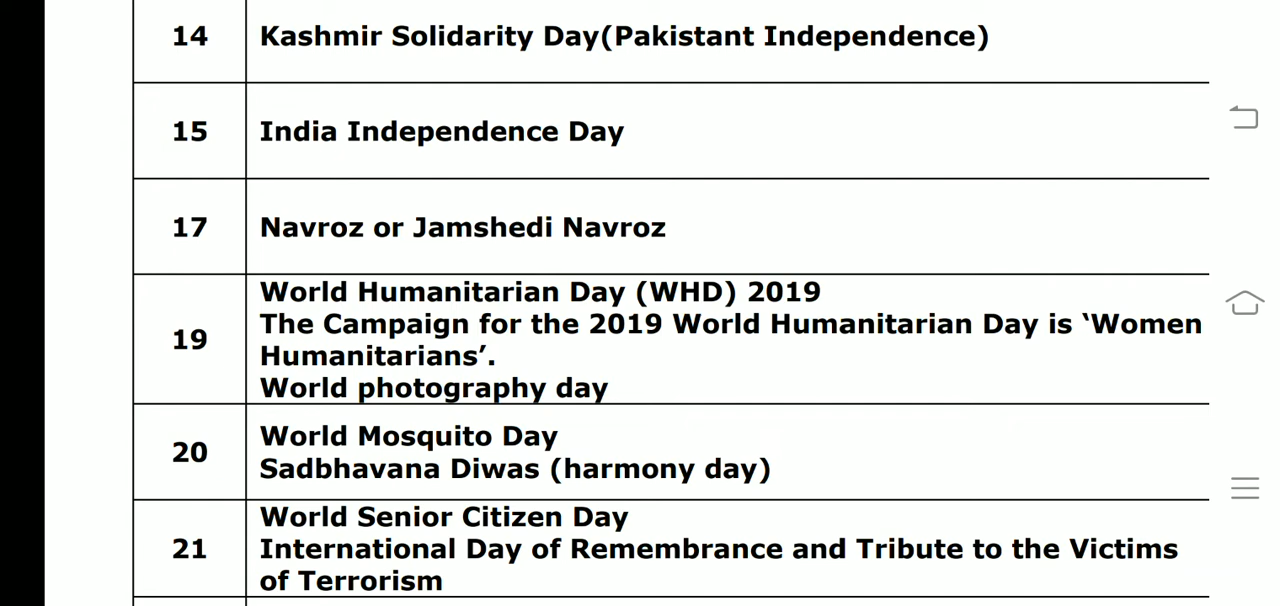 14 Kashmir Solidarity Day(Pakistant Independence)
15 India Independence Day
17 Navroz or Jamshedi Navroz
World Humanitarian Day (WHD) 2019
The Campaign for the 2019 World Humanitarian Day is ‘Women
19 Humanitarians’.
World photography day
20 World Mosquito Day
Sadbhavana Diwas (harmony day)
World Senior Citizen Day
21 International Day of Remembrance and Tribute to the Victims
of Terrorism